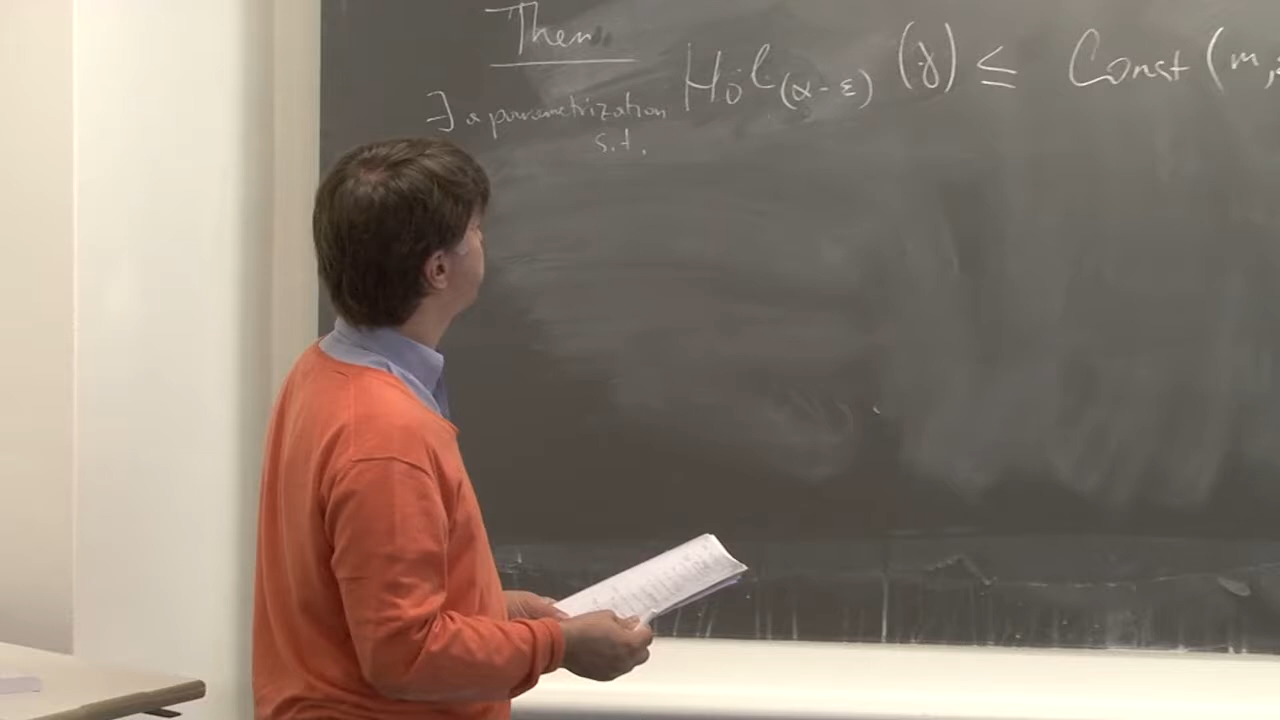 Then
Höl(α-ε) (γ) ≤ Const (m,
∃ a parametrization
s.t.